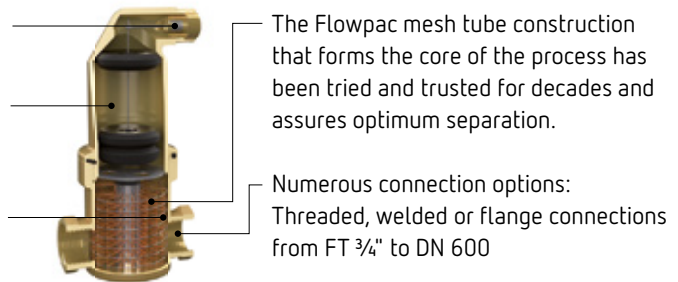 The Flowpac mesh tube construction
that forms the core of the process has
been tried and trusted for decades and
assures optimum separation.
Numerous connection options:
Threaded, welded or flange connections
from FT ¾" to DN 600